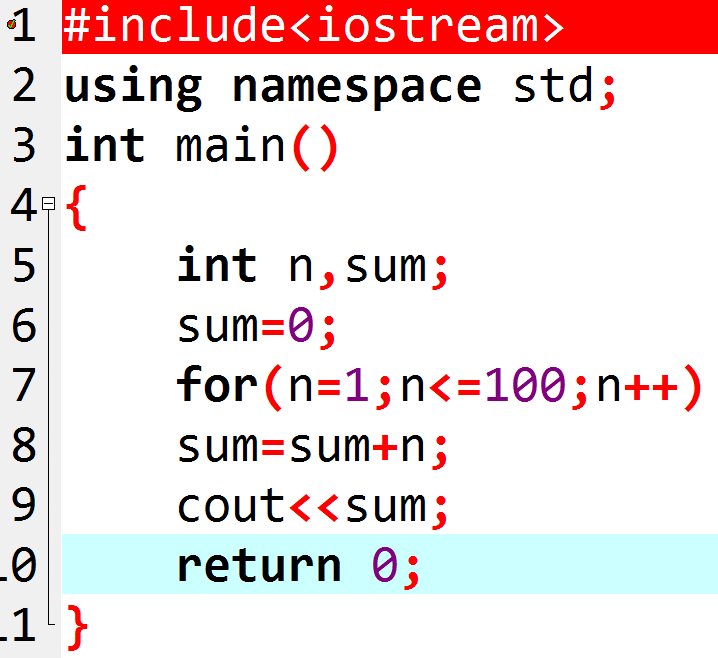 1 #include<iostream>
2 using namespace std;
3 int main()
4 {
5 int n,sum;
6 sum=0;
7 for(n=1;n<=100;n++)
8 sum=sum+n;
9 cout<<sum;
10 return 0;
11 }